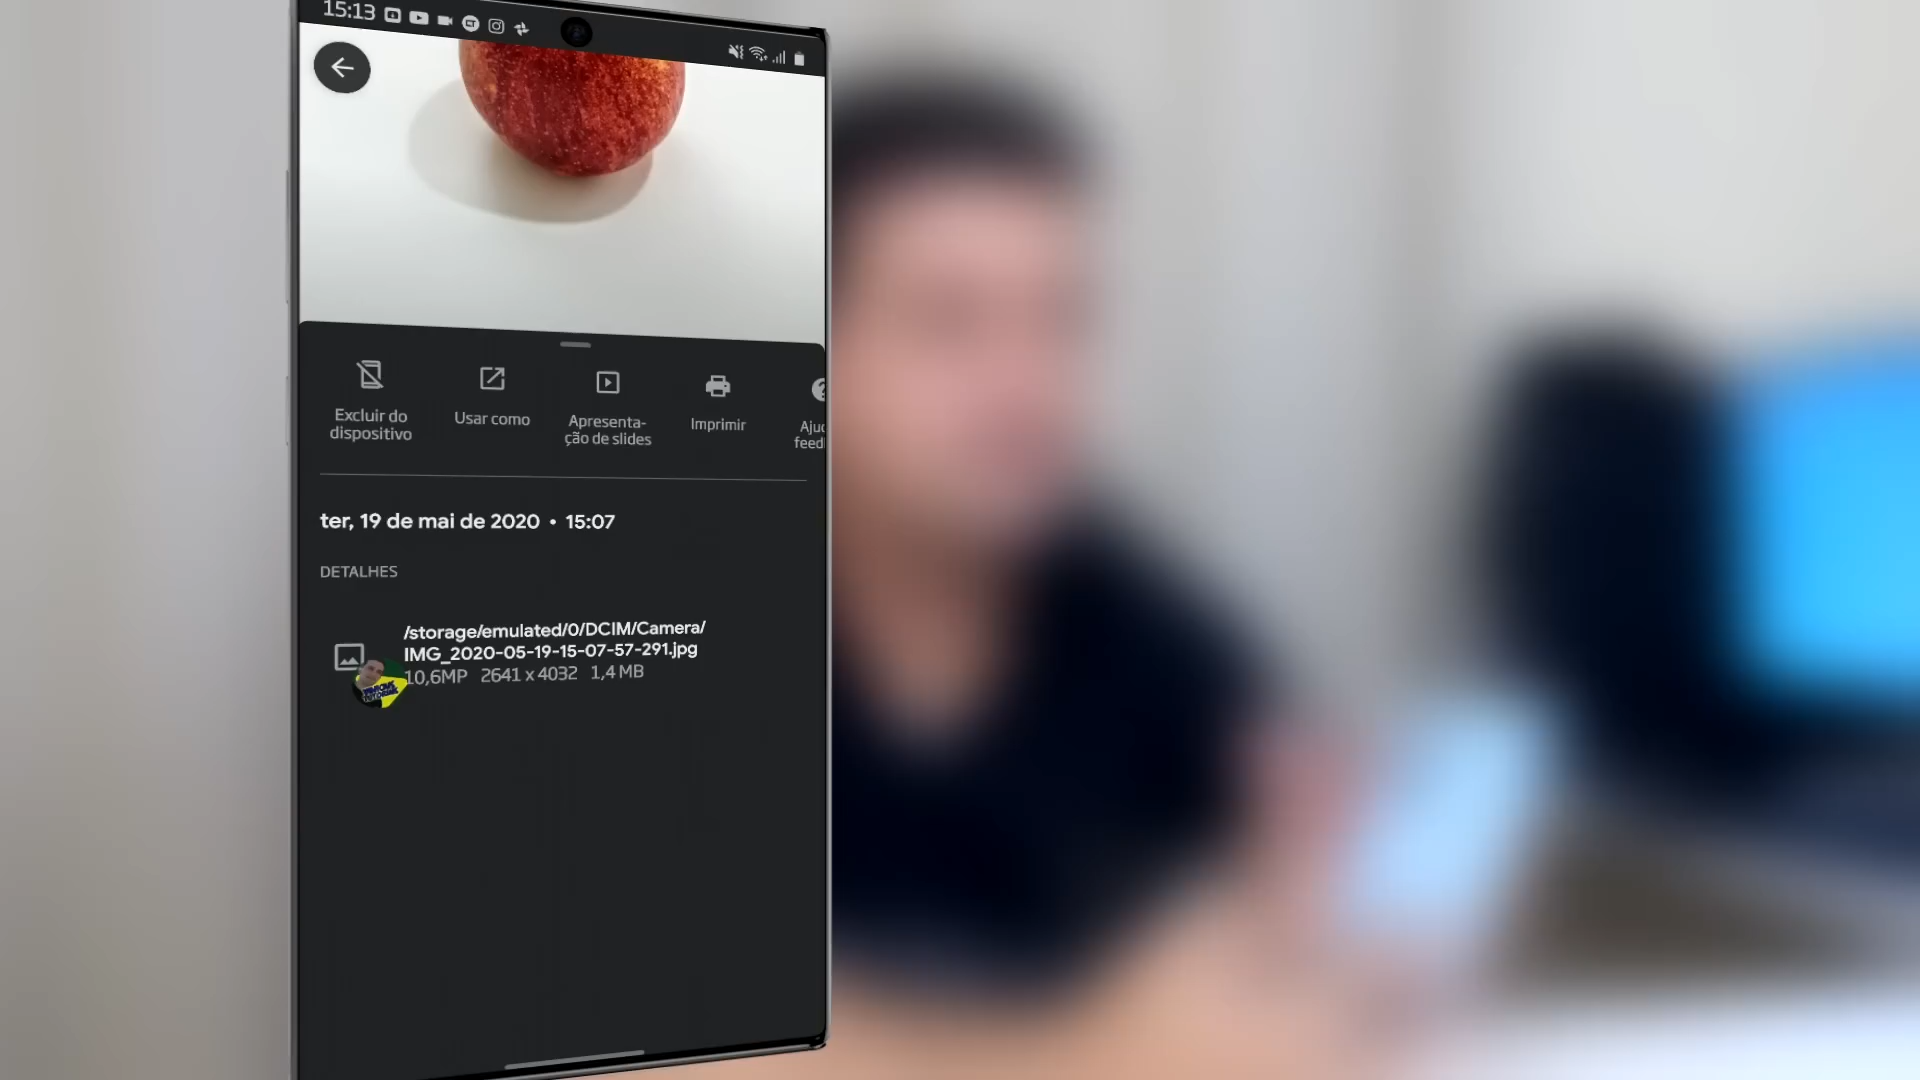 15:13
Excluir do
dispositivo
Usar como
Apresenta-
ção de slides
Imprimir
ter, 19 de mai de 2020 • 15:07
DETALHES
/storage/emulated/0/DCIM/Camera/
IMG_2020-05-19-15-07-57-291.jpg
10,6MP 2641 x 4032 1,4 MB